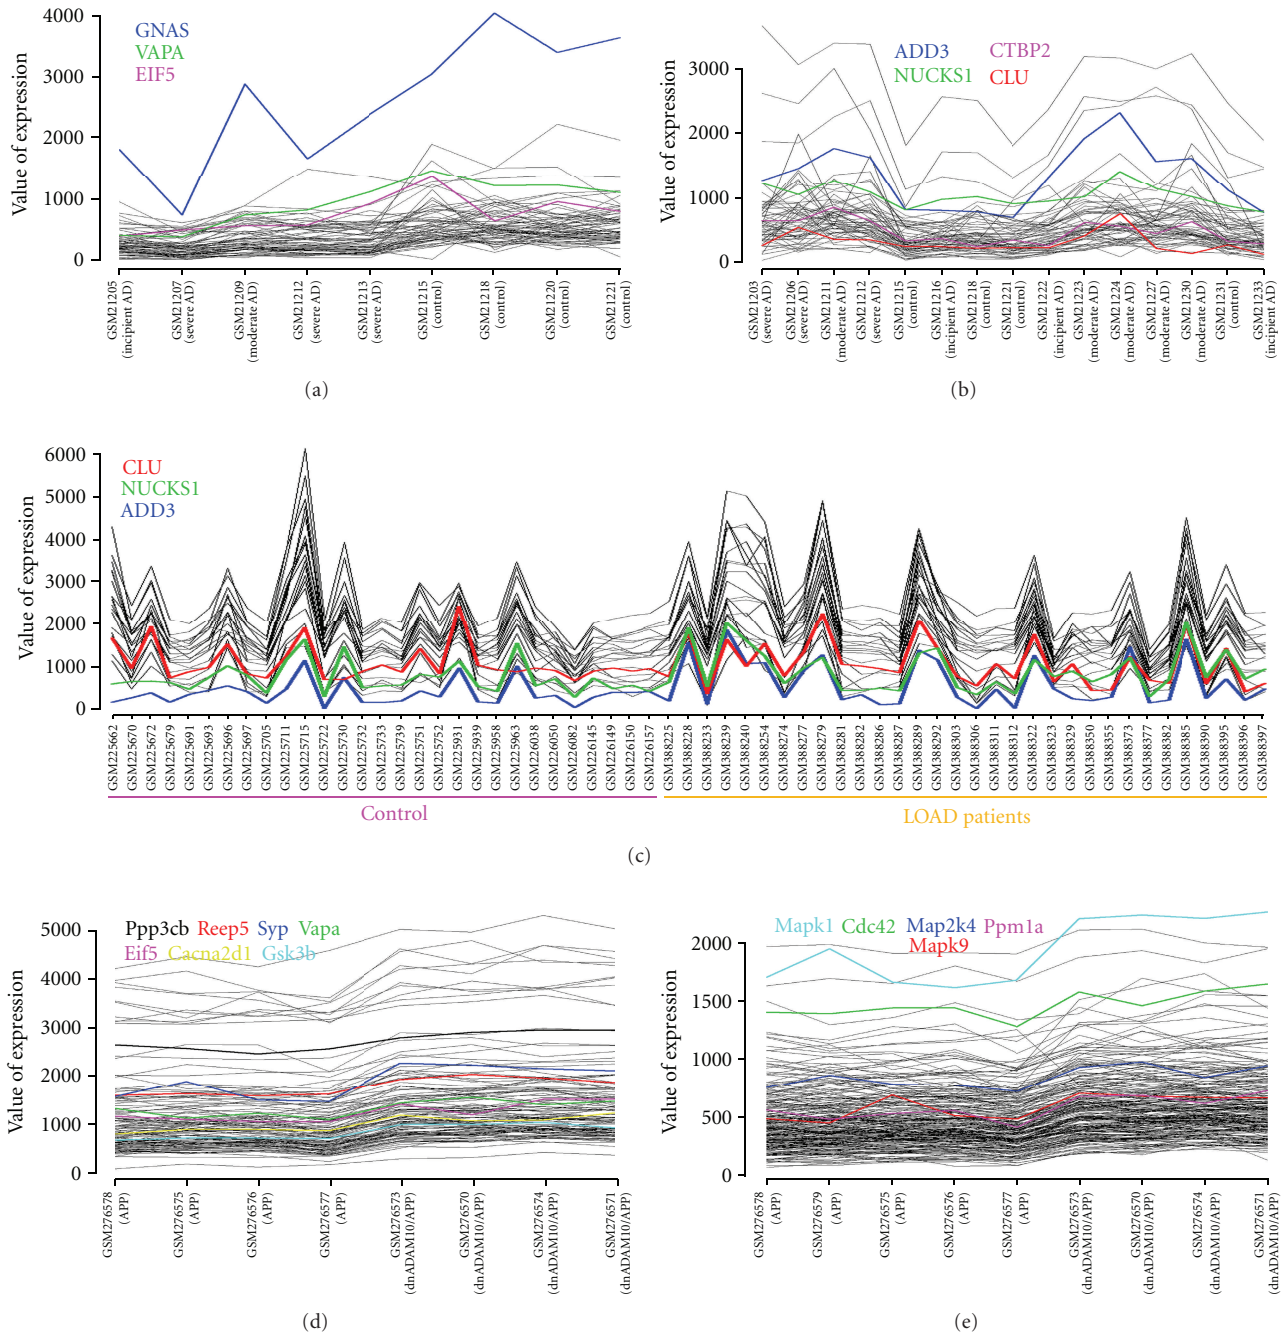 GNAS
VAPA
EIF5
Value of expression
4000
3000
2000
1000
0
GSM21205 (incipient AD)
GSM21207 (severe AD)
GSM21209 (moderate AD)
GSM21212 (severe AD)
GSM21213 (severe AD)
GSM21215 (control)
GSM21218 (control)
GSM21220 (control)
GSM21221 (control)
(a)
ADD3 CTBP2
NUCKS1 CLU
Value of expression
3000
2000
1000
0
GSM21203 (severe AD)
GSM21206 (severe AD)
GSM21211 (moderate AD)
GSM21212 (severe AD)
GSM21215 (control)
GSM21216 (incipient AD)
GSM21218 (control)
GSM21221 (control)
GSM21222 (incipient AD)
GSM21223 (moderate AD)
GSM21224 (moderate AD)
GSM21227 (moderate AD)
GSM21230 (moderate AD)
GSM21231 (control)
GSM21233 (incipient AD)
(b)
CLU
NUCKS1
ADD3
Value of expression
6000
5000
4000
3000
2000
1000
0
GSM225662
GSM225670
GSM225672
GSM225679
GSM225691
GSM225693
GSM225696
GSM225697
GSM225705
GSM225711
GSM225715
GSM225722
GSM225730
GSM225732
GSM225733
GSM225739
GSM225751
GSM225752
GSM225931
GSM225939
GSM225958
GSM225963
GSM226038
GSM226050
GSM226082
GSM226145
GSM226149
GSM226150
GSM226157
GSM388225
GSM388228
GSM388233
GSM388239
GSM388240
GSM388254
GSM388274
GSM388277
GSM388279
GSM388281
GSM388282
GSM388286
GSM388287
GSM388289
GSM388292
GSM388303
GSM388306
GSM388311
GSM388312
GSM388322
GSM388323
GSM388329
GSM388350
GSM388355
GSM388373
GSM388377
GSM388382
GSM388385
GSM388390
GSM388395
GSM388396
GSM388397
Control
LOAD patients
(c)
Ppp3cb Reep5 Syp Vapa
Eif5 Cacna2d1 Gsk3b
Value of expression
5000
4000
3000
2000
1000
0
GSM276578 (APP)
GSM276575 (APP)
GSM276576 (APP)
GSM276577 (APP)
GSM276573 (dnADAM10/APP)
GSM276570 (dnADAM10/APP)
GSM276574 (dnADAM10/APP)
GSM276571 (dnADAM10/APP)
(d)
Mapk1 Cdc42 Map2k4 Ppm1a
Mapk9
Value of expression
2000
1500
1000
500
0
GSM276578 (APP)
GSM276579 (APP)
GSM276575 (APP)
GSM276576 (APP)
GSM276577 (APP)
GSM276573 (dnADAM10/APP)
GSM276570 (dnADAM10/APP)
GSM276574 (dnADAM10/APP)
GSM276571 (dnADAM10/APP)
(e)